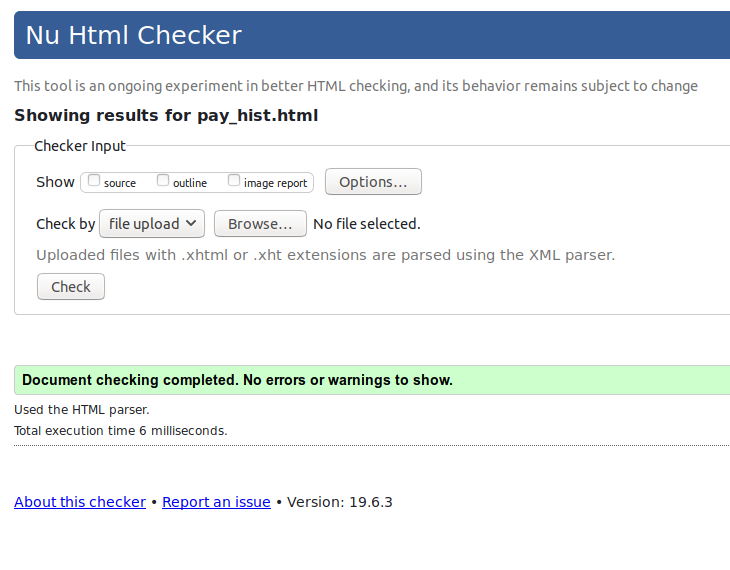 Nu Html Checker
This tool is an ongoing experiment in better HTML checking, and its behavior remains subject to change
Showing results for pay_hist.html
Checker Input
Show source outline image report Options...
Check by file upload Browse... No file selected.
Uploaded files with .xhtml or .xht extensions are parsed using the XML parser.
Check
Document checking completed. No errors or warnings to show.
Used the HTML parser.
Total execution time 6 milliseconds.
About this checker • Report an issue • Version: 19.6.3